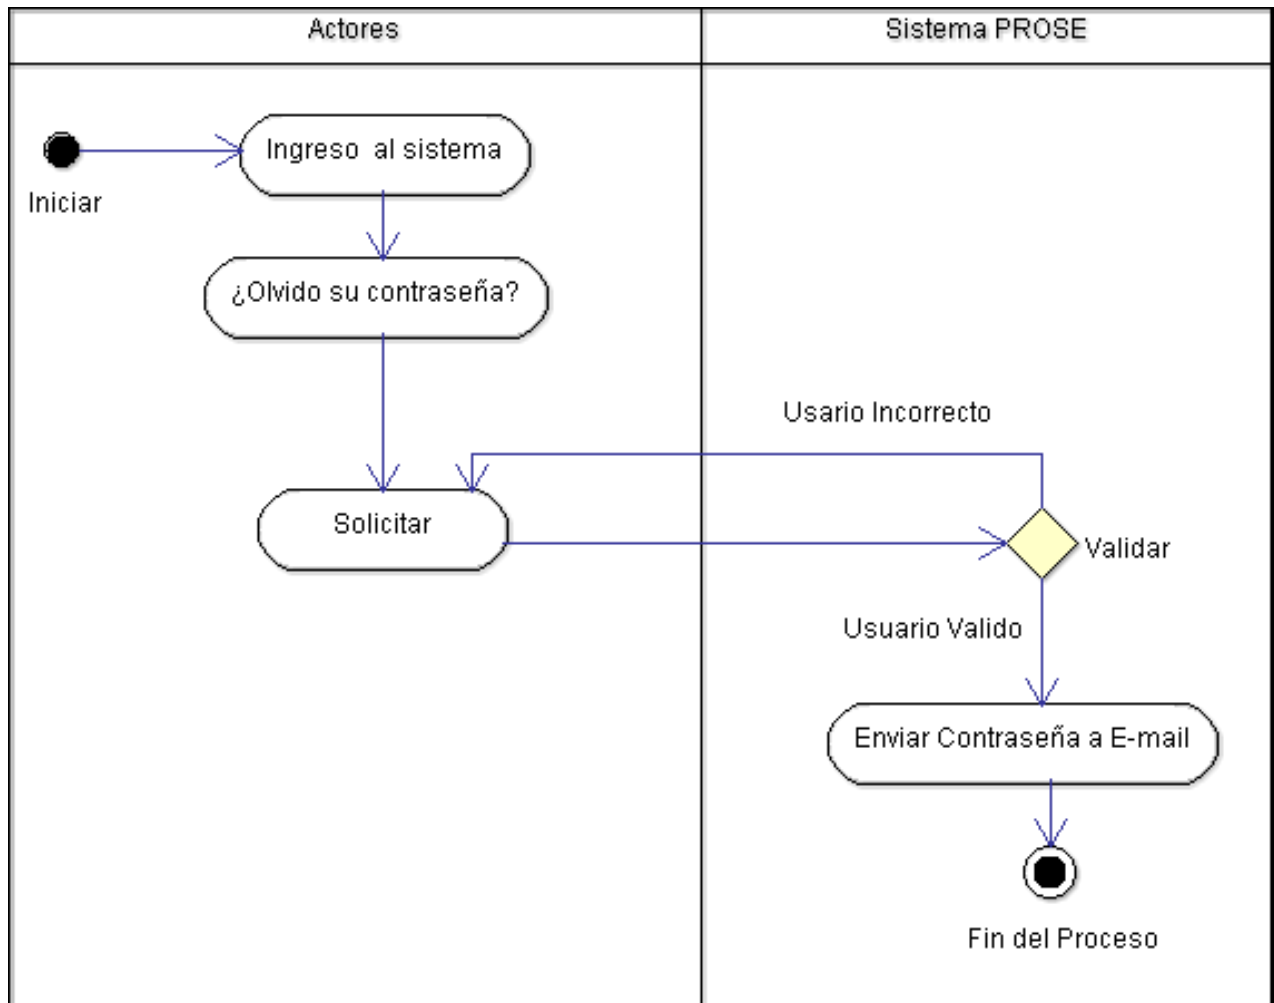 Actores
Sistema PROSE
Ingreso al sistema
Iniciar
¿Olvido su contraseña?
Usario Incorrecto
Solicitar
Validar
Usuario Valido
Enviar Contraseña a E-mail
Fin del Proceso